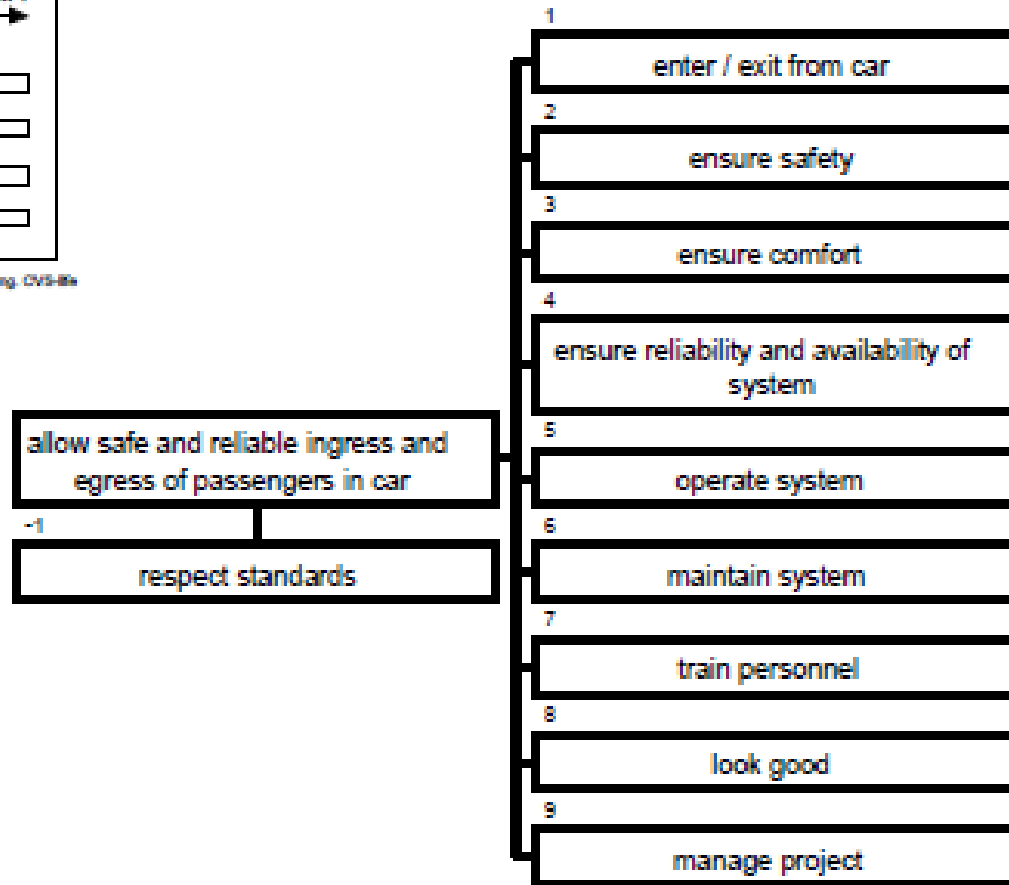 1
enter / exit from car
2
ensure safety
3
ensure comfort
4
ensure reliability and availability of
system
allow safe and reliable ingress and
egress of passengers in car
5
operate system
~1
respect standards
6
maintain system
7
train personnel
8
look good
9
manage project